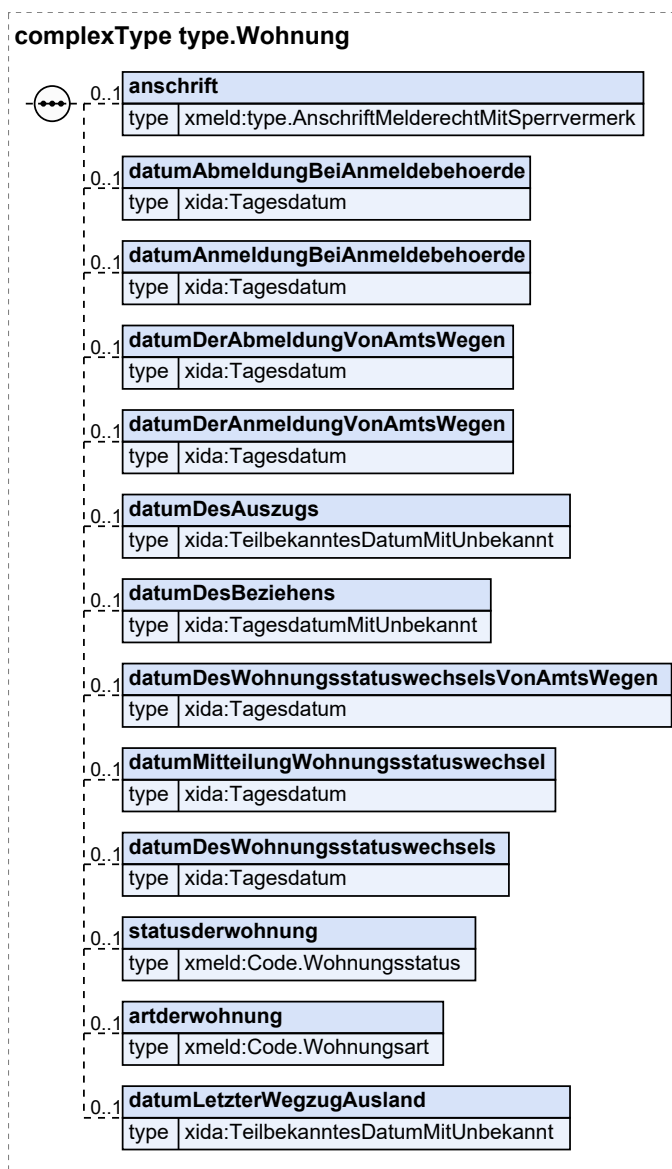 complexType type.Wohnung
0..1 anschrift
type xmeld:type.AnschriftMelderechtMitSperrvermerk
0..1 datumAbmeldungBeiAnmeldebehoerde
type xida:Tagesdatum
0..1 datumAnmeldungBeiAnmeldebehoerde
type xida:Tagesdatum
0..1 datumDerAbmeldungVonAmtsWegen
type xida:Tagesdatum
0..1 datumDerAnmeldungVonAmtsWegen
type xida:Tagesdatum
0..1 datumDesAuszugs
type xida:TeilbekanntesDatumMitUnbekannt
0..1 datumDesBeziehens
type xida:TagesdatumMitUnbekannt
0..1 datumDesWohnungsstatuswechselsVonAmtsWegen
type xida:Tagesdatum
0..1 datumMitteilungWohnungsstatuswechsel
type xida:Tagesdatum
0..1 datumDesWohnungsstatuswechsels
type xida:Tagesdatum
0..1 statusderwohnung
type xmeld:Code.Wohnungsstatus
0..1 artderwohnung
type xmeld:Code.Wohnungsart
0..1 datumLetzterWegzugAusland
type xida:TeilbekanntesDatumMitUnbekannt